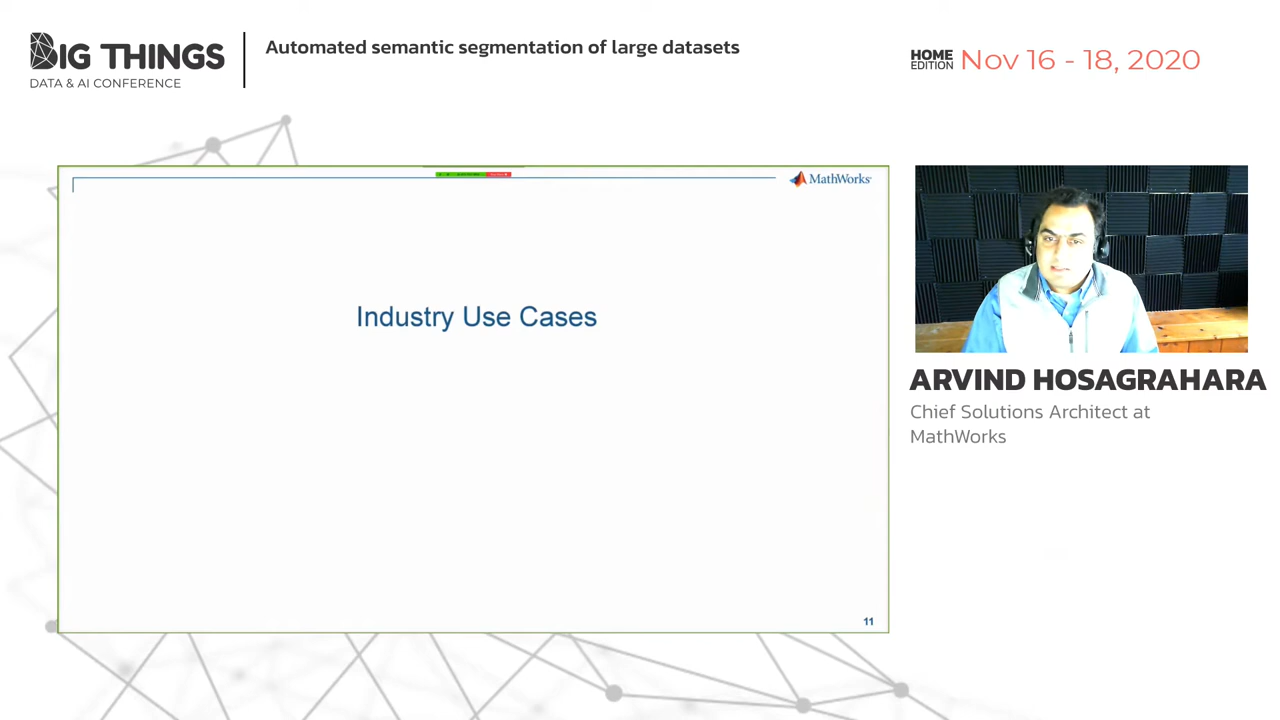 BIG THINGS
DATA & AI CONFERENCE
Automated semantic segmentation of large datasets
HOME
EDITION
Nov 16 - 18, 2020
MathWorks
Industry Use Cases
11
ARVIND HOSAGRAHARA
Chief Solutions Architect at
MathWorks